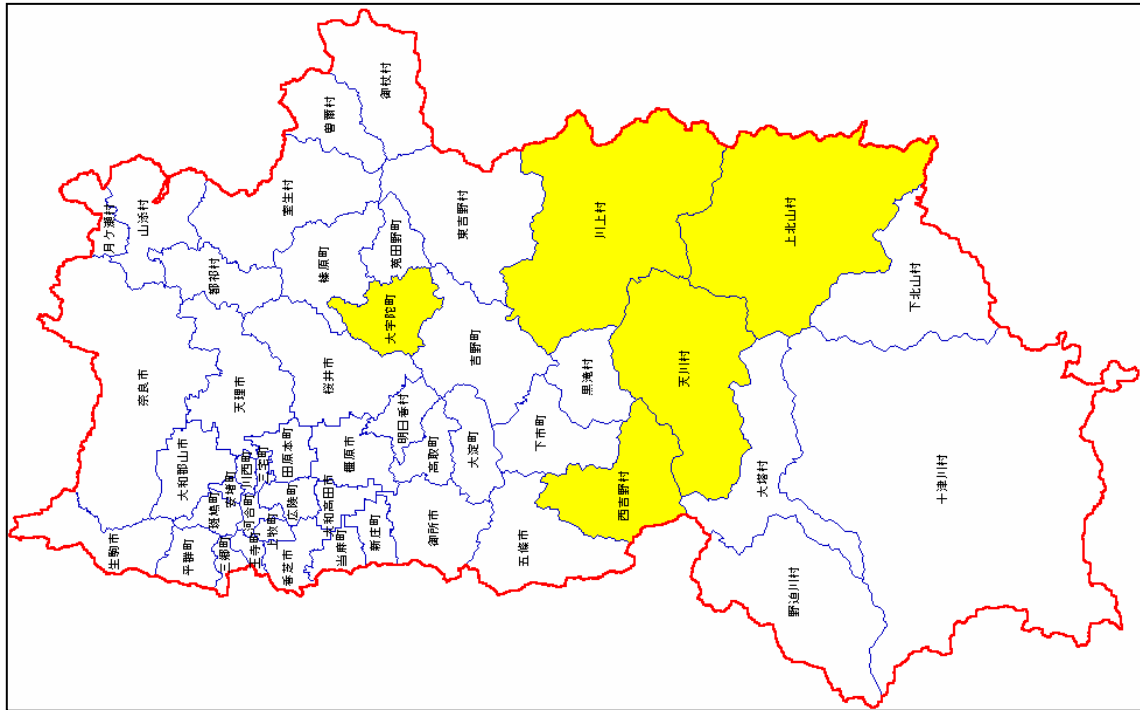 御杖村
曽爾村
月ケ瀬村
山添村
室生村
東吉野村
川上村
上北山村
都祁村
榛原町
菟田野町
下北山村
大宇陀町
奈良市
天理市
桜井市
吉野町
黒滝村
天川村
明日香村
大和郡山市
田原本町
橿原市
高取町
大淀町
下市町
川西町
三宅町
安堵町
斑鳩町
河合町
広陵町
大和高田市
西吉野村
大塔村
十津川村
上牧町
生駒市
平群町
三郷町
王寺町
香芝市
当麻町
新庄町
御所市
五條市
野迫川村